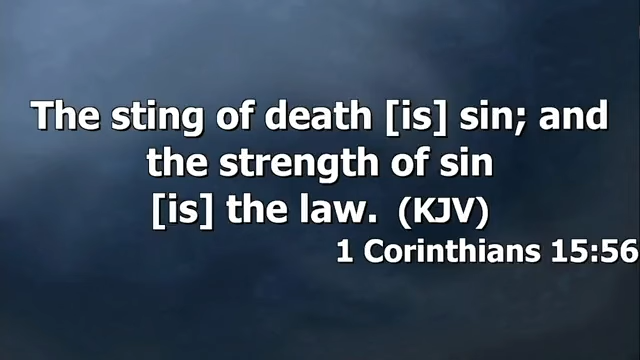 The sting of death [is] sin; and
the strength of sin
[is] the law.  (KJV)
1 Corinthians 15:56